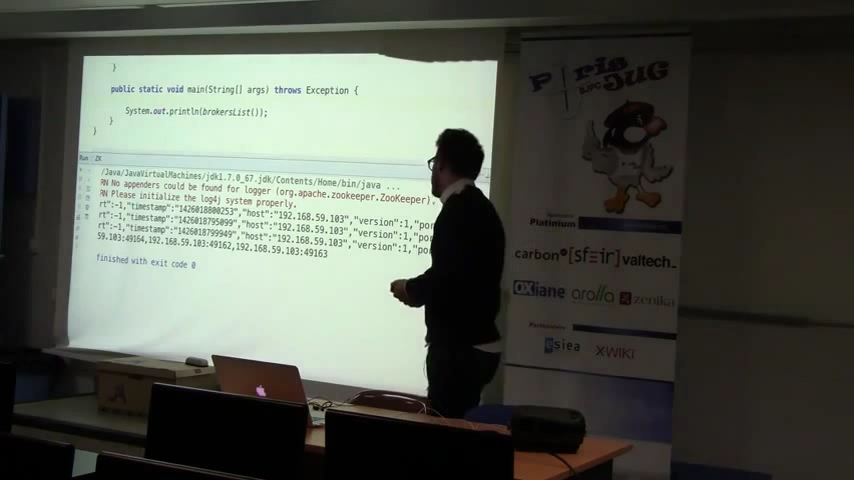 }
public static void main(String[] args) throws Exception {
System.out.println(brokersList());
}
}
Run ZK
/Java/JavaVirtualMachines/jdk1.7.0_67.jdk/Contents/Home/bin/java ...
RN No appenders could be found for logger (org.apache.zookeeper.ZooKeeper).
RN Please initialize the log4j system properly.
rt":-1,"timestamp":"1426018800253","host":"192.168.59.103","version":1,"por
rt":-1,"timestamp":"1426018795099","host":"192.168.59.103","version":1,"po
rt":-1,"timestamp":"1426018799949","host":"192.168.59.103","version":1,"po
59.103:49164,192.168.59.103:49162,192.168.59.103:49163
finished with exit code 0
Paris
JUG
Platinium
carbon
[sfeir]
valtech_
OXiane
arolla
zenika
esiea
X-WIKI